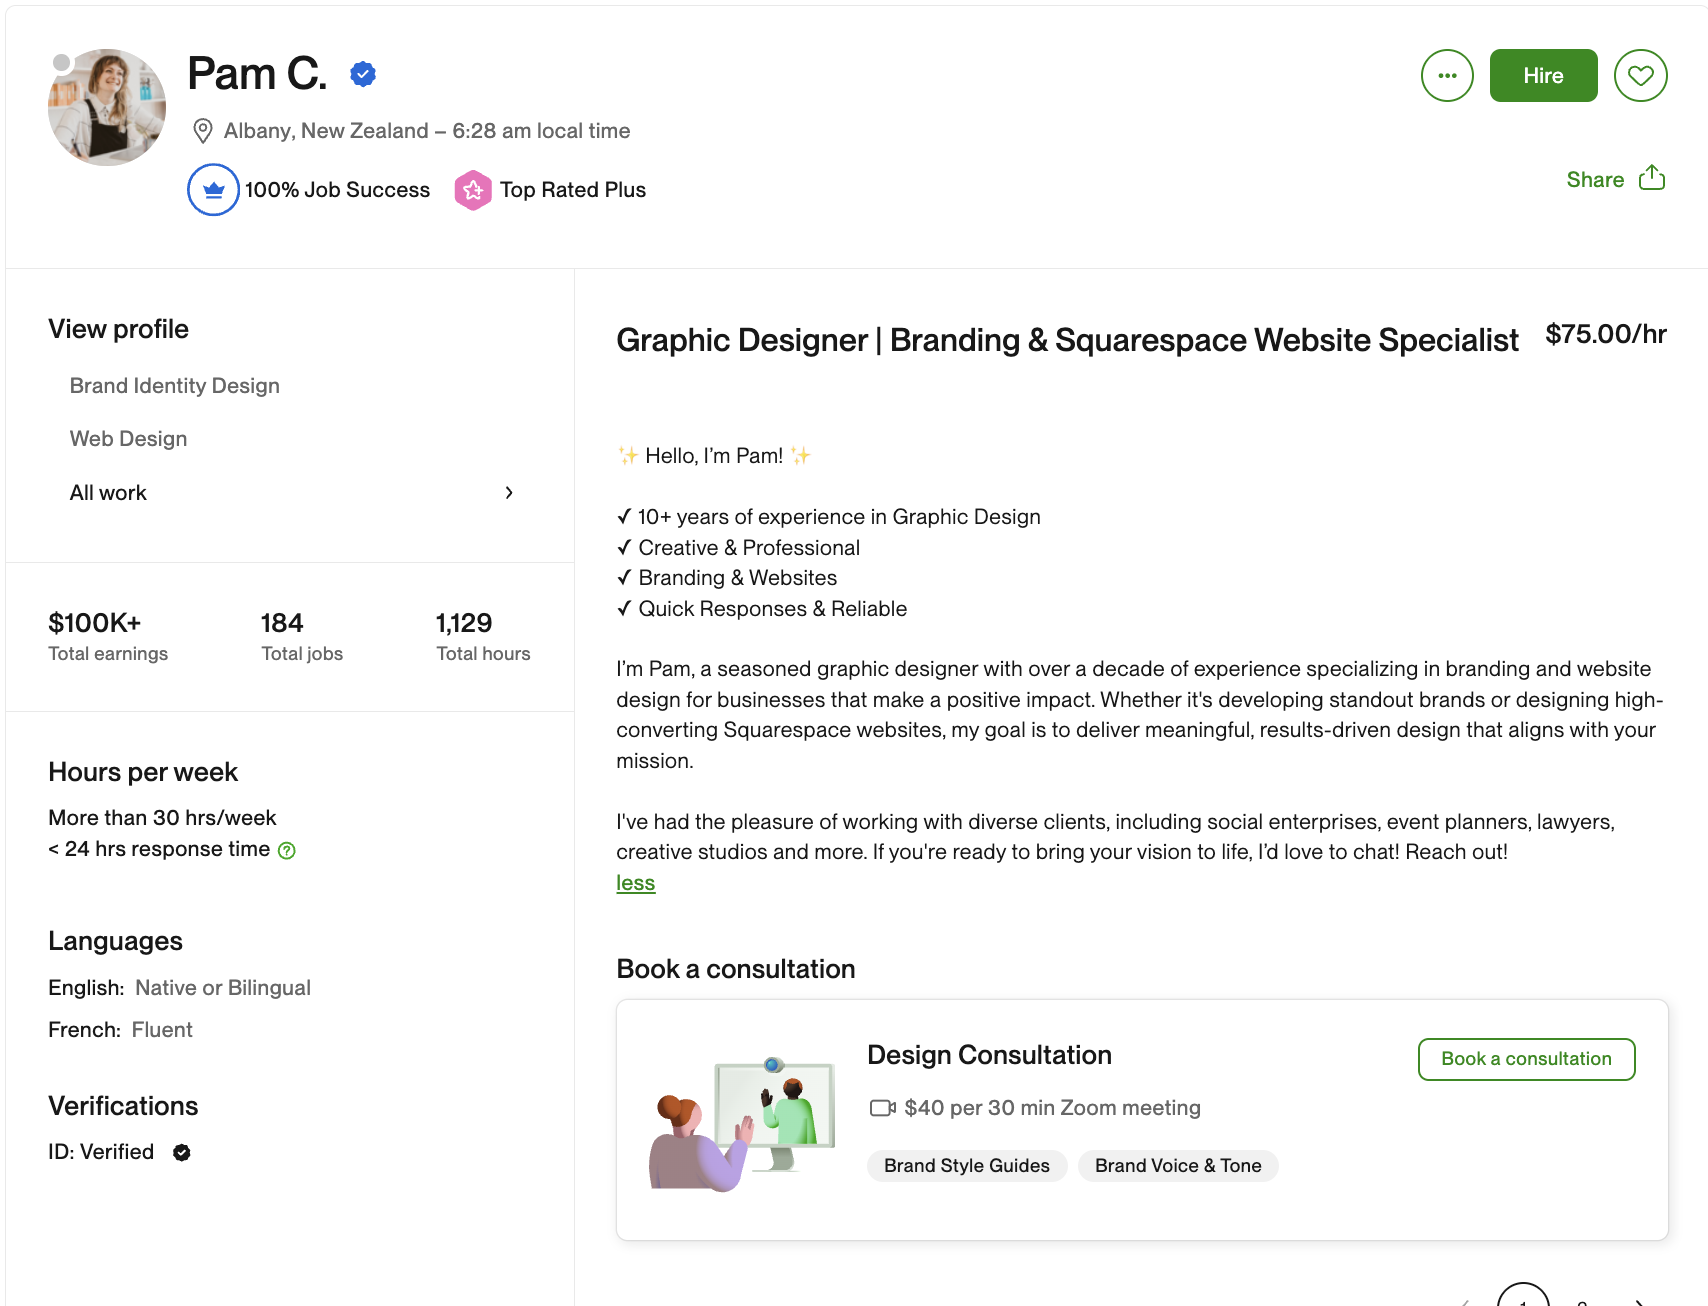 Pam C.
Albany, New Zealand – 6:28 am local time
100% Job Success
Top Rated Plus
Hire
Share
View profile
Brand Identity Design
Web Design
All work
$100K+
Total earnings
184
Total jobs
1,129
Total hours
Hours per week
More than 30 hrs/week
< 24 hrs response time
Languages
English: Native or Bilingual
French: Fluent
Verifications
ID: Verified
Graphic Designer | Branding & Squarespace Website Specialist
$75.00/hr
✨ Hello, I’m Pam! ✨
✓ 10+ years of experience in Graphic Design
✓ Creative & Professional
✓ Branding & Websites
✓ Quick Responses & Reliable
I’m Pam, a seasoned graphic designer with over a decade of experience specializing in branding and website
design for businesses that make a positive impact. Whether it's developing standout brands or designing high-
converting Squarespace websites, my goal is to deliver meaningful, results-driven design that aligns with your
mission.
I've had the pleasure of working with diverse clients, including social enterprises, event planners, lawyers,
creative studios and more. If you're ready to bring your vision to life, I’d love to chat! Reach out!
less
Book a consultation
Design Consultation
Book a consultation
$40 per 30 min Zoom meeting
Brand Style Guides
Brand Voice & Tone